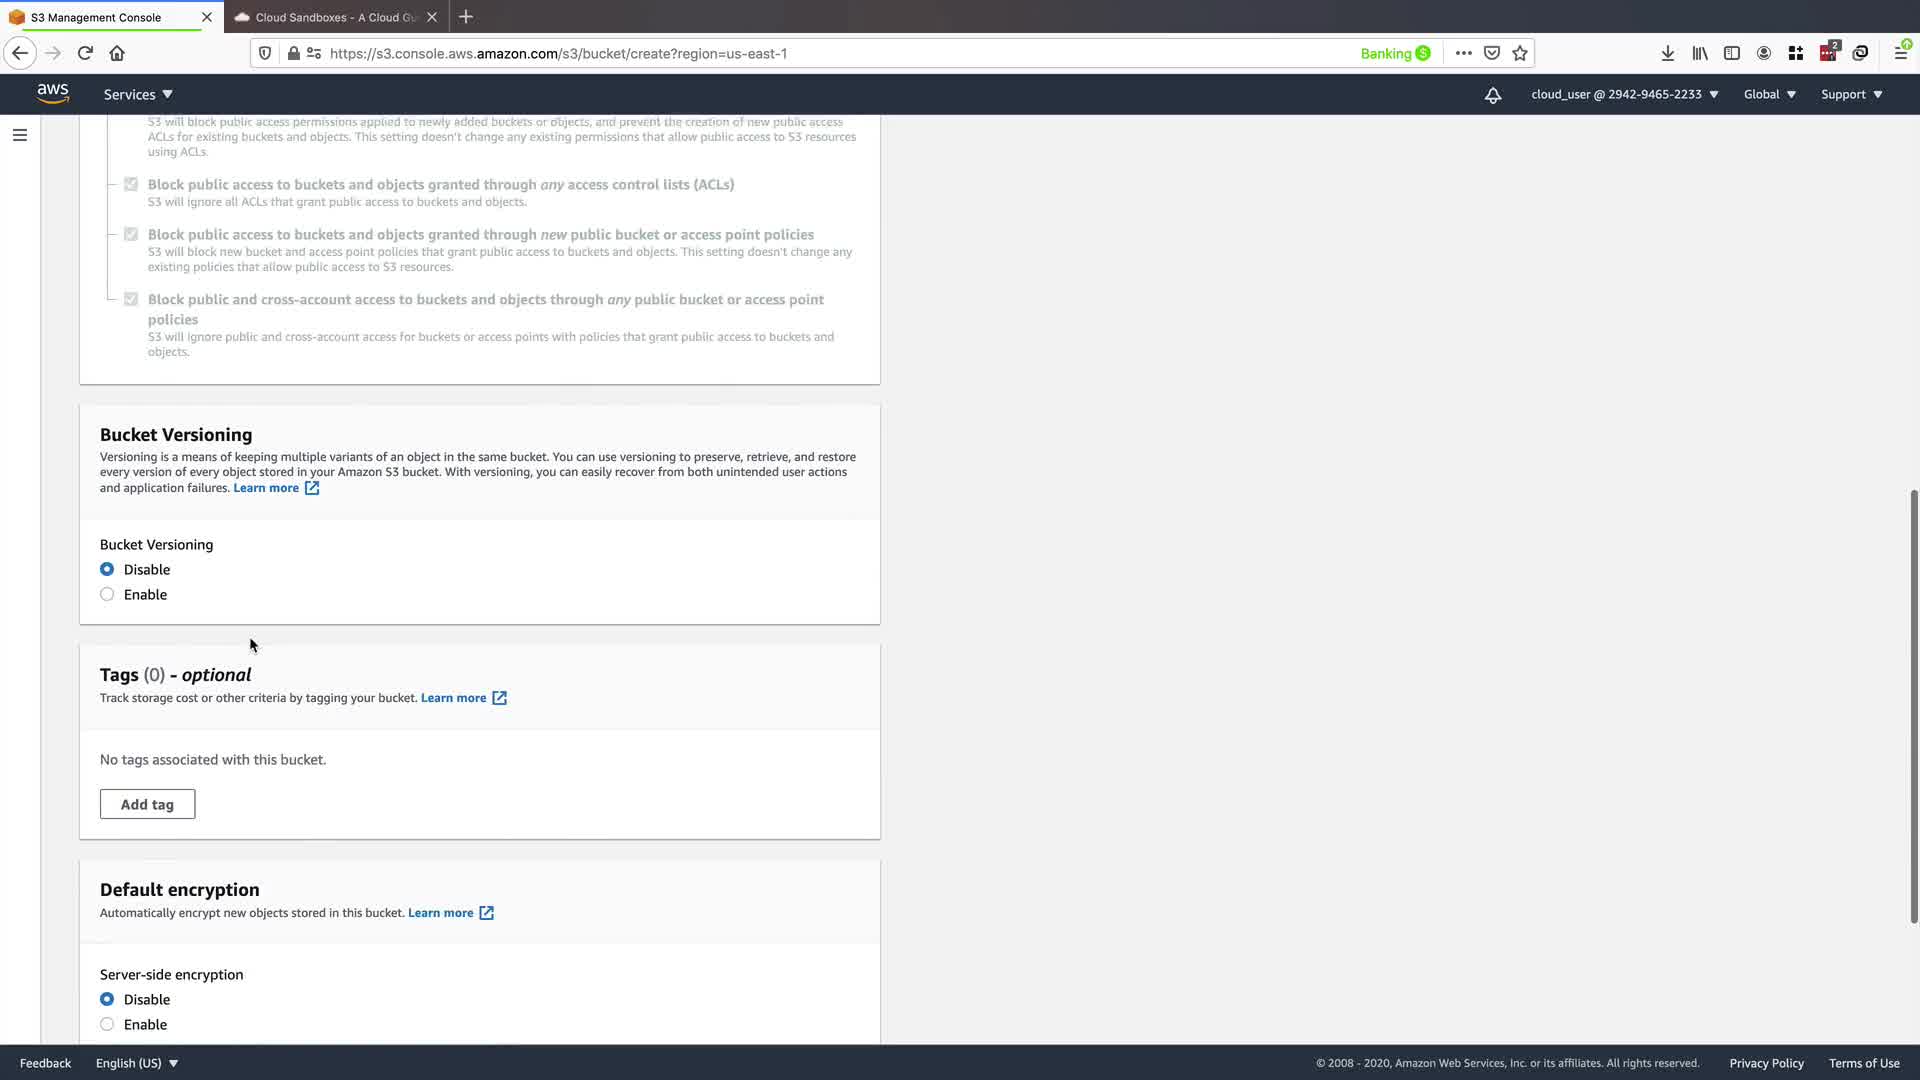 S3 Management Console
Cloud Sandboxes - A Cloud Gu
https://s3.console.aws.amazon.com/s3/bucket/create?region=us-east-1
Banking
2
aws
Services
cloud_user @ 2942-9465-2233
Global
Support
S3 will block public access permissions applied to newly added buckets or objects, and prevent the creation of new public access
ACLs for existing buckets and objects. This setting doesn't change any existing permissions that allow public access to S3 resources
using ACLs.
Block public access to buckets and objects granted through any access control lists (ACLs)
S3 will ignore all ACLs that grant public access to buckets and objects.
Block public access to buckets and objects granted through new public bucket or access point policies
S3 will block new bucket and access point policies that grant public access to buckets and objects. This setting doesn't change any
existing policies that allow public access to S3 resources.
Block public and cross-account access to buckets and objects through any public bucket or access point
policies
S3 will ignore public and cross-account access for buckets or access points with policies that grant public access to buckets and
objects.
Bucket Versioning
Versioning is a means of keeping multiple variants of an object in the same bucket. You can use versioning to preserve, retrieve, and restore
every version of every object stored in your Amazon S3 bucket. With versioning, you can easily recover from both unintended user actions
and application failures. Learn more
Bucket Versioning
Disable
Enable
Tags (0) - optional
Track storage cost or other criteria by tagging your bucket. Learn more
No tags associated with this bucket.
Add tag
Default encryption
Automatically encrypt new objects stored in this bucket. Learn more
Server-side encryption
Disable
Enable
Feedback
English (US)
© 2008 - 2020, Amazon Web Services, Inc. or its affiliates. All rights reserved.
Privacy Policy
Terms of Use